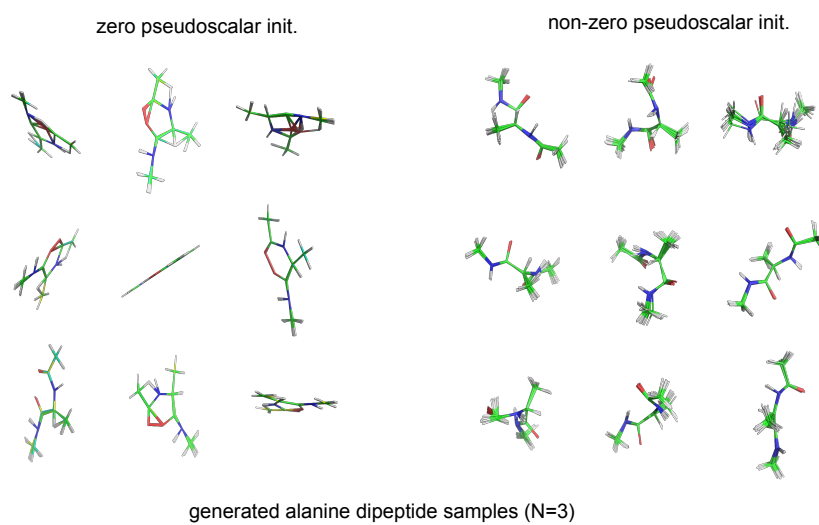 zero pseudoscalar init.
non-zero pseudoscalar init.
generated alanine dipeptide samples (N=3)